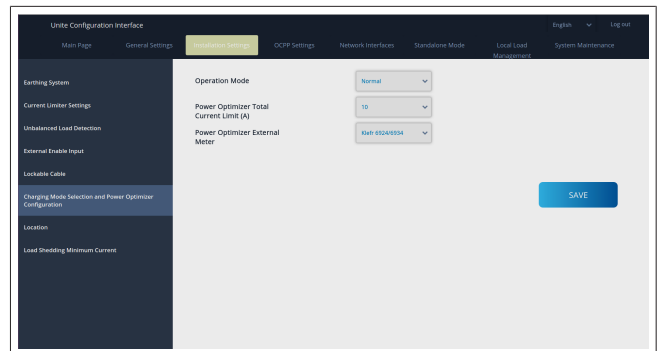 Unite Configuration Interface
English
Log out
Main Page
General Settings
Installation Settings
OCPP Settings
Network Interfaces
Standalone Mode
Local Load
Management
System Maintenance
Earthing System
Current Limiter Settings
Unbalanced Load Detection
External Enable Input
Lockable Cable
Charging Mode Selection and Power Optimizer
Configuration
Location
Load Shedding Minimum Current
Operation Mode
Normal
Power Optimizer Total
Current Limit (A)
10
Power Optimizer External
Meter
Klefr 6924/6934
SAVE